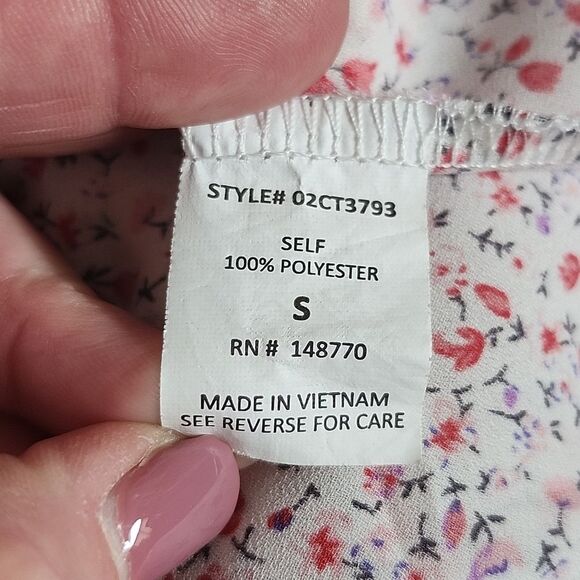 STYLE# 02CT3793
SELF
100% POLYESTER
S
RN # 148770
MADE IN VIETNAM
SEE REVERSE FOR CARE